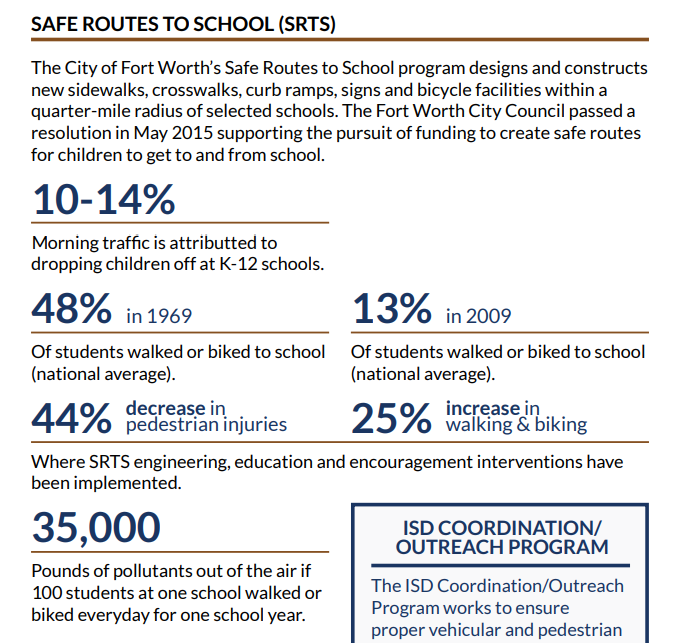 SAFE ROUTES TO SCHOOL (SRTS)
The City of Fort Worth's Safe Routes to School program designs and constructs
new sidewalks, crosswalks, curb ramps, signs and bicycle facilities within a
quarter-mile radius of selected schools. The Fort Worth City Council passed a
resolution in May 2015 supporting the pursuit of funding to create safe routes
for children to get to and from school.
10-14%
Morning traffic is attributted to
dropping children off at K-12 schools.
48% in 1969
Of students walked or biked to school
(national average).
13% in 2009
Of students walked or biked to school
(national average).
44% decrease in
pedestrian injuries
25% increase in
walking & biking
Where SRTS engineering, education and encouragement interventions have
been implemented.
35,000
Pounds of pollutants out of the air if
100 students at one school walked or
biked everyday for one school year.
ISD COORDINATION/
OUTREACH PROGRAM
The ISD Coordination/Outreach
Program works to ensure
proper vehicular and pedestrian